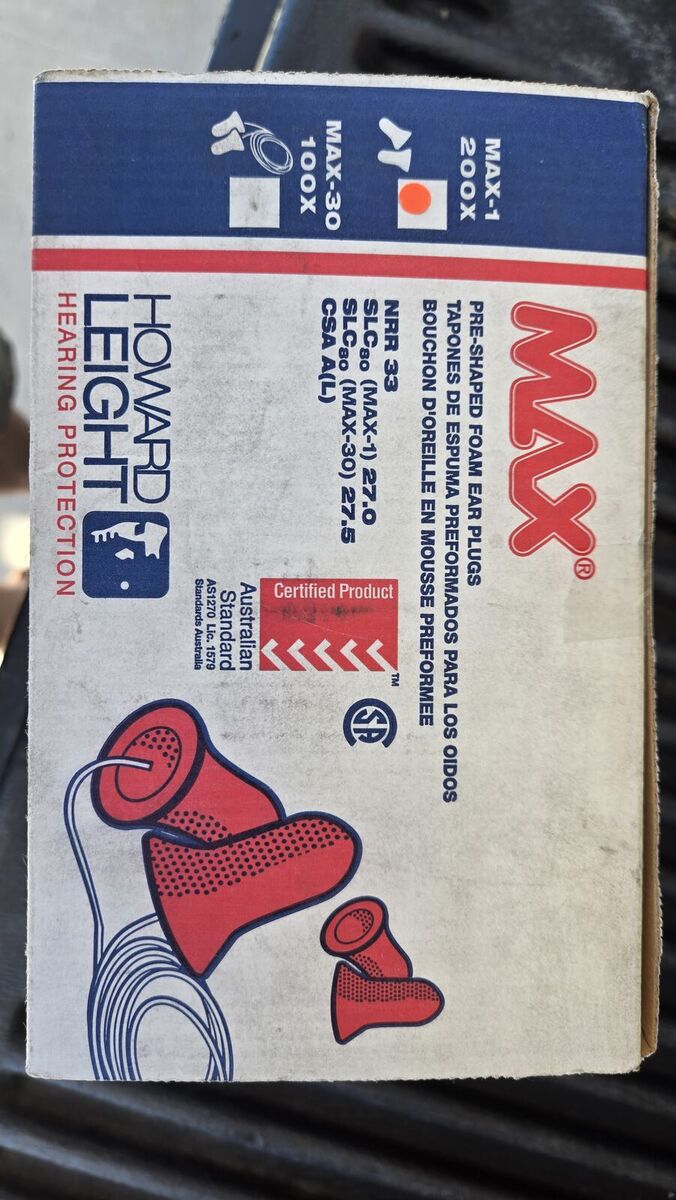 MAX-1
200X
MAX-30
100X
MAX®
PRE-SHAPED FOAM EAR PLUGS
TAPONES DE ESPUMA PREFORMADOS PARA LOS OIDOS
BOUCHON D'OREILLE EN MOUSSE PREFORMEE
NRR 33
SLC80 (MAX-1) 27.0
SLC80 (MAX-30) 27.5
CSA A(L)
Certified Product
TM
Australian
Standard
AS1270 Lic. 1579
Standards Australia
SA
HOWARD
LEIGHT
HEARING PROTECTION